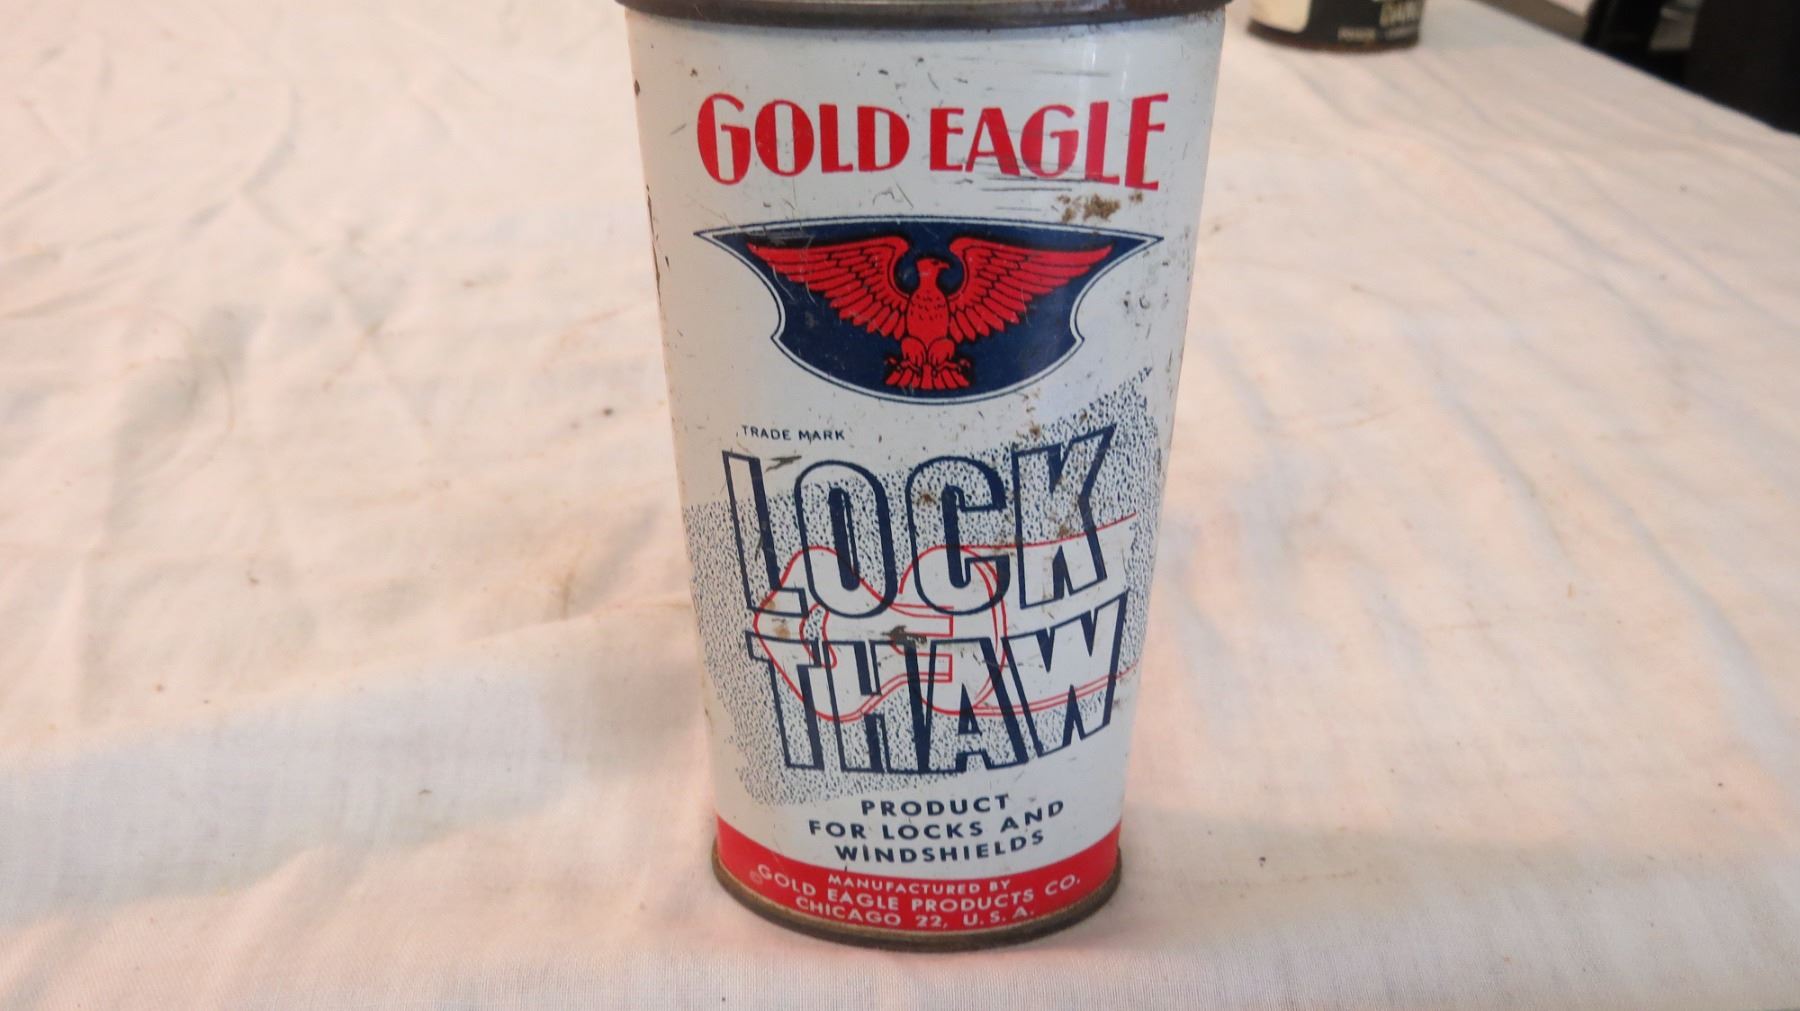 GOLD EAGLE
TRADE MARK
LOCK
THAW
PRODUCT
FOR LOCKS AND
WINDSHIELDS
MANUFACTURED BY
©GOLD EAGLE PRODUCTS CO.
CHICAGO 22, U.S.A.